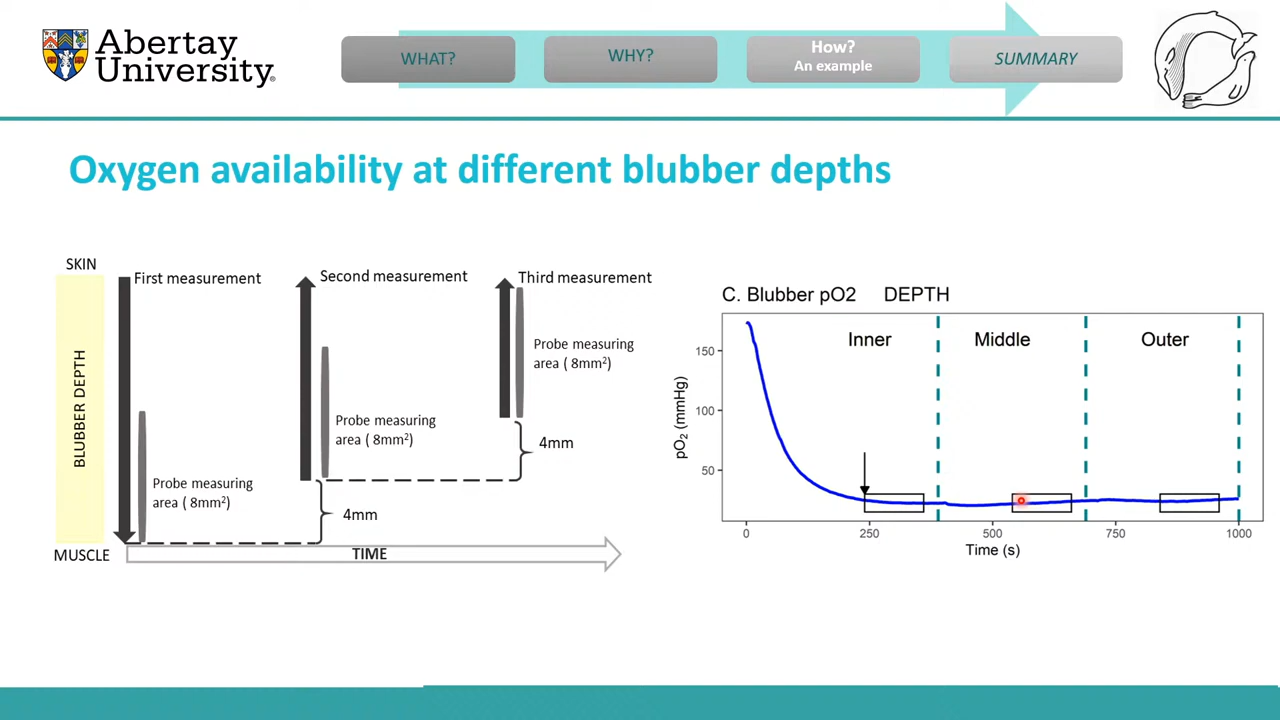 Abertay
University
WHAT?
WHY?
How?
An example
SUMMARY
Oxygen availability at different blubber depths
SKIN
First measurement
Second measurement
Third measurement
BLUBBER DEPTH
Probe measuring
area ( 8mm²)
Probe measuring
area ( 8mm²)
Probe measuring
area ( 8mm²)
4mm
4mm
MUSCLE
TIME
C. Blubber pO2 DEPTH
Inner
Middle
Outer
pO₂ (mmHg)
150
100
50
0
250
500
750
1000
Time (s)